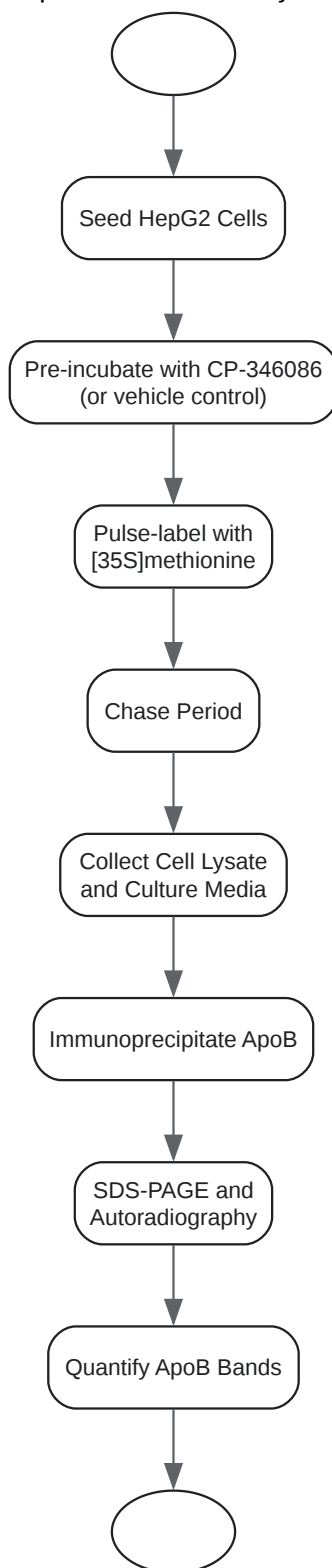 Seed HepG2 Cells
Pre-incubate with CP-346086
(or vehicle control)
Pulse-label with
[35S]methionine
Chase Period
Collect Cell Lysate
and Culture Media
Immunoprecipitate ApoB
SDS-PAGE and
Autoradiography
Quantify ApoB Bands